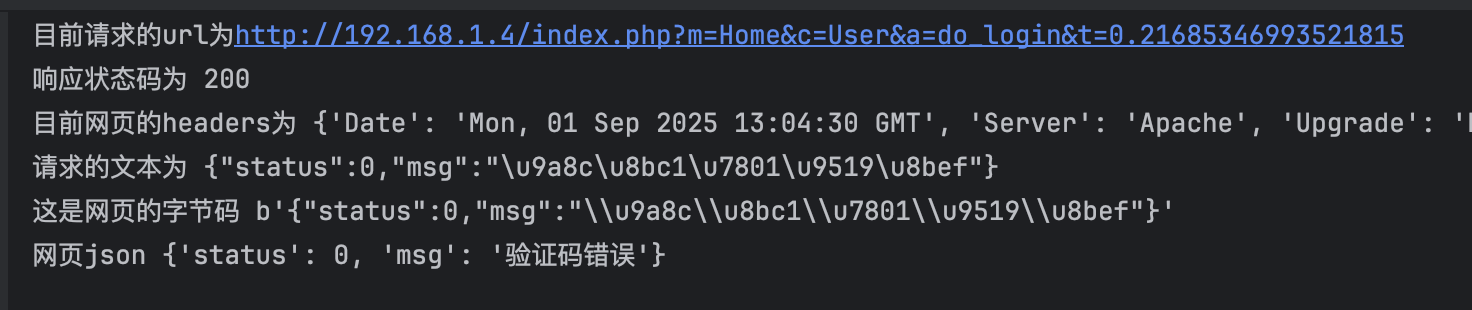 目前请求的url为http://192.168.1.4/index.php?m=Home&c=User&a=do_login&t=0.21685346993521815
响应状态码为 200
目前网页的headers为 {'Date': 'Mon, 01 Sep 2025 13:04:30 GMT', 'Server': 'Apache', 'Upgrade': '
请求的文本为 {"status":0,"msg":"\u9a8c\u8bc1\u7801\u9519\u8bef"}
这是网页的字节码 b'{"status":0,"msg":"\\u9a8c\\u8bc1\\u7801\\u9519\\u8bef"}'
网页json {'status': 0, 'msg': '验证码错误'}